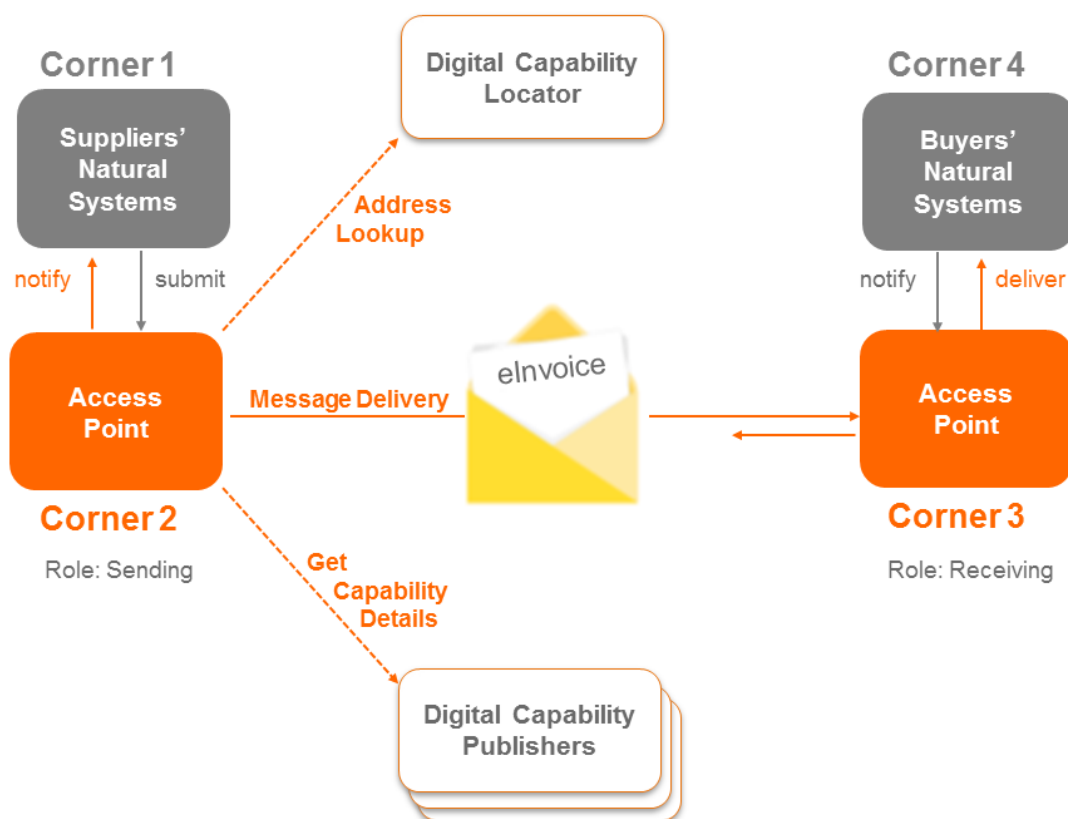 Corner 1
Suppliers’
Natural
Systems
notify
submit
Digital Capability
Locator
Address
Lookup
Corner 4
Buyers’
Natural
Systems
notify
deliver
Access
Point
Corner 2
Role: Sending
Message Delivery
eInvoice
Access
Point
Corner 3
Role: Receiving
Get
Capability
Details
Digital Capability
Publishers